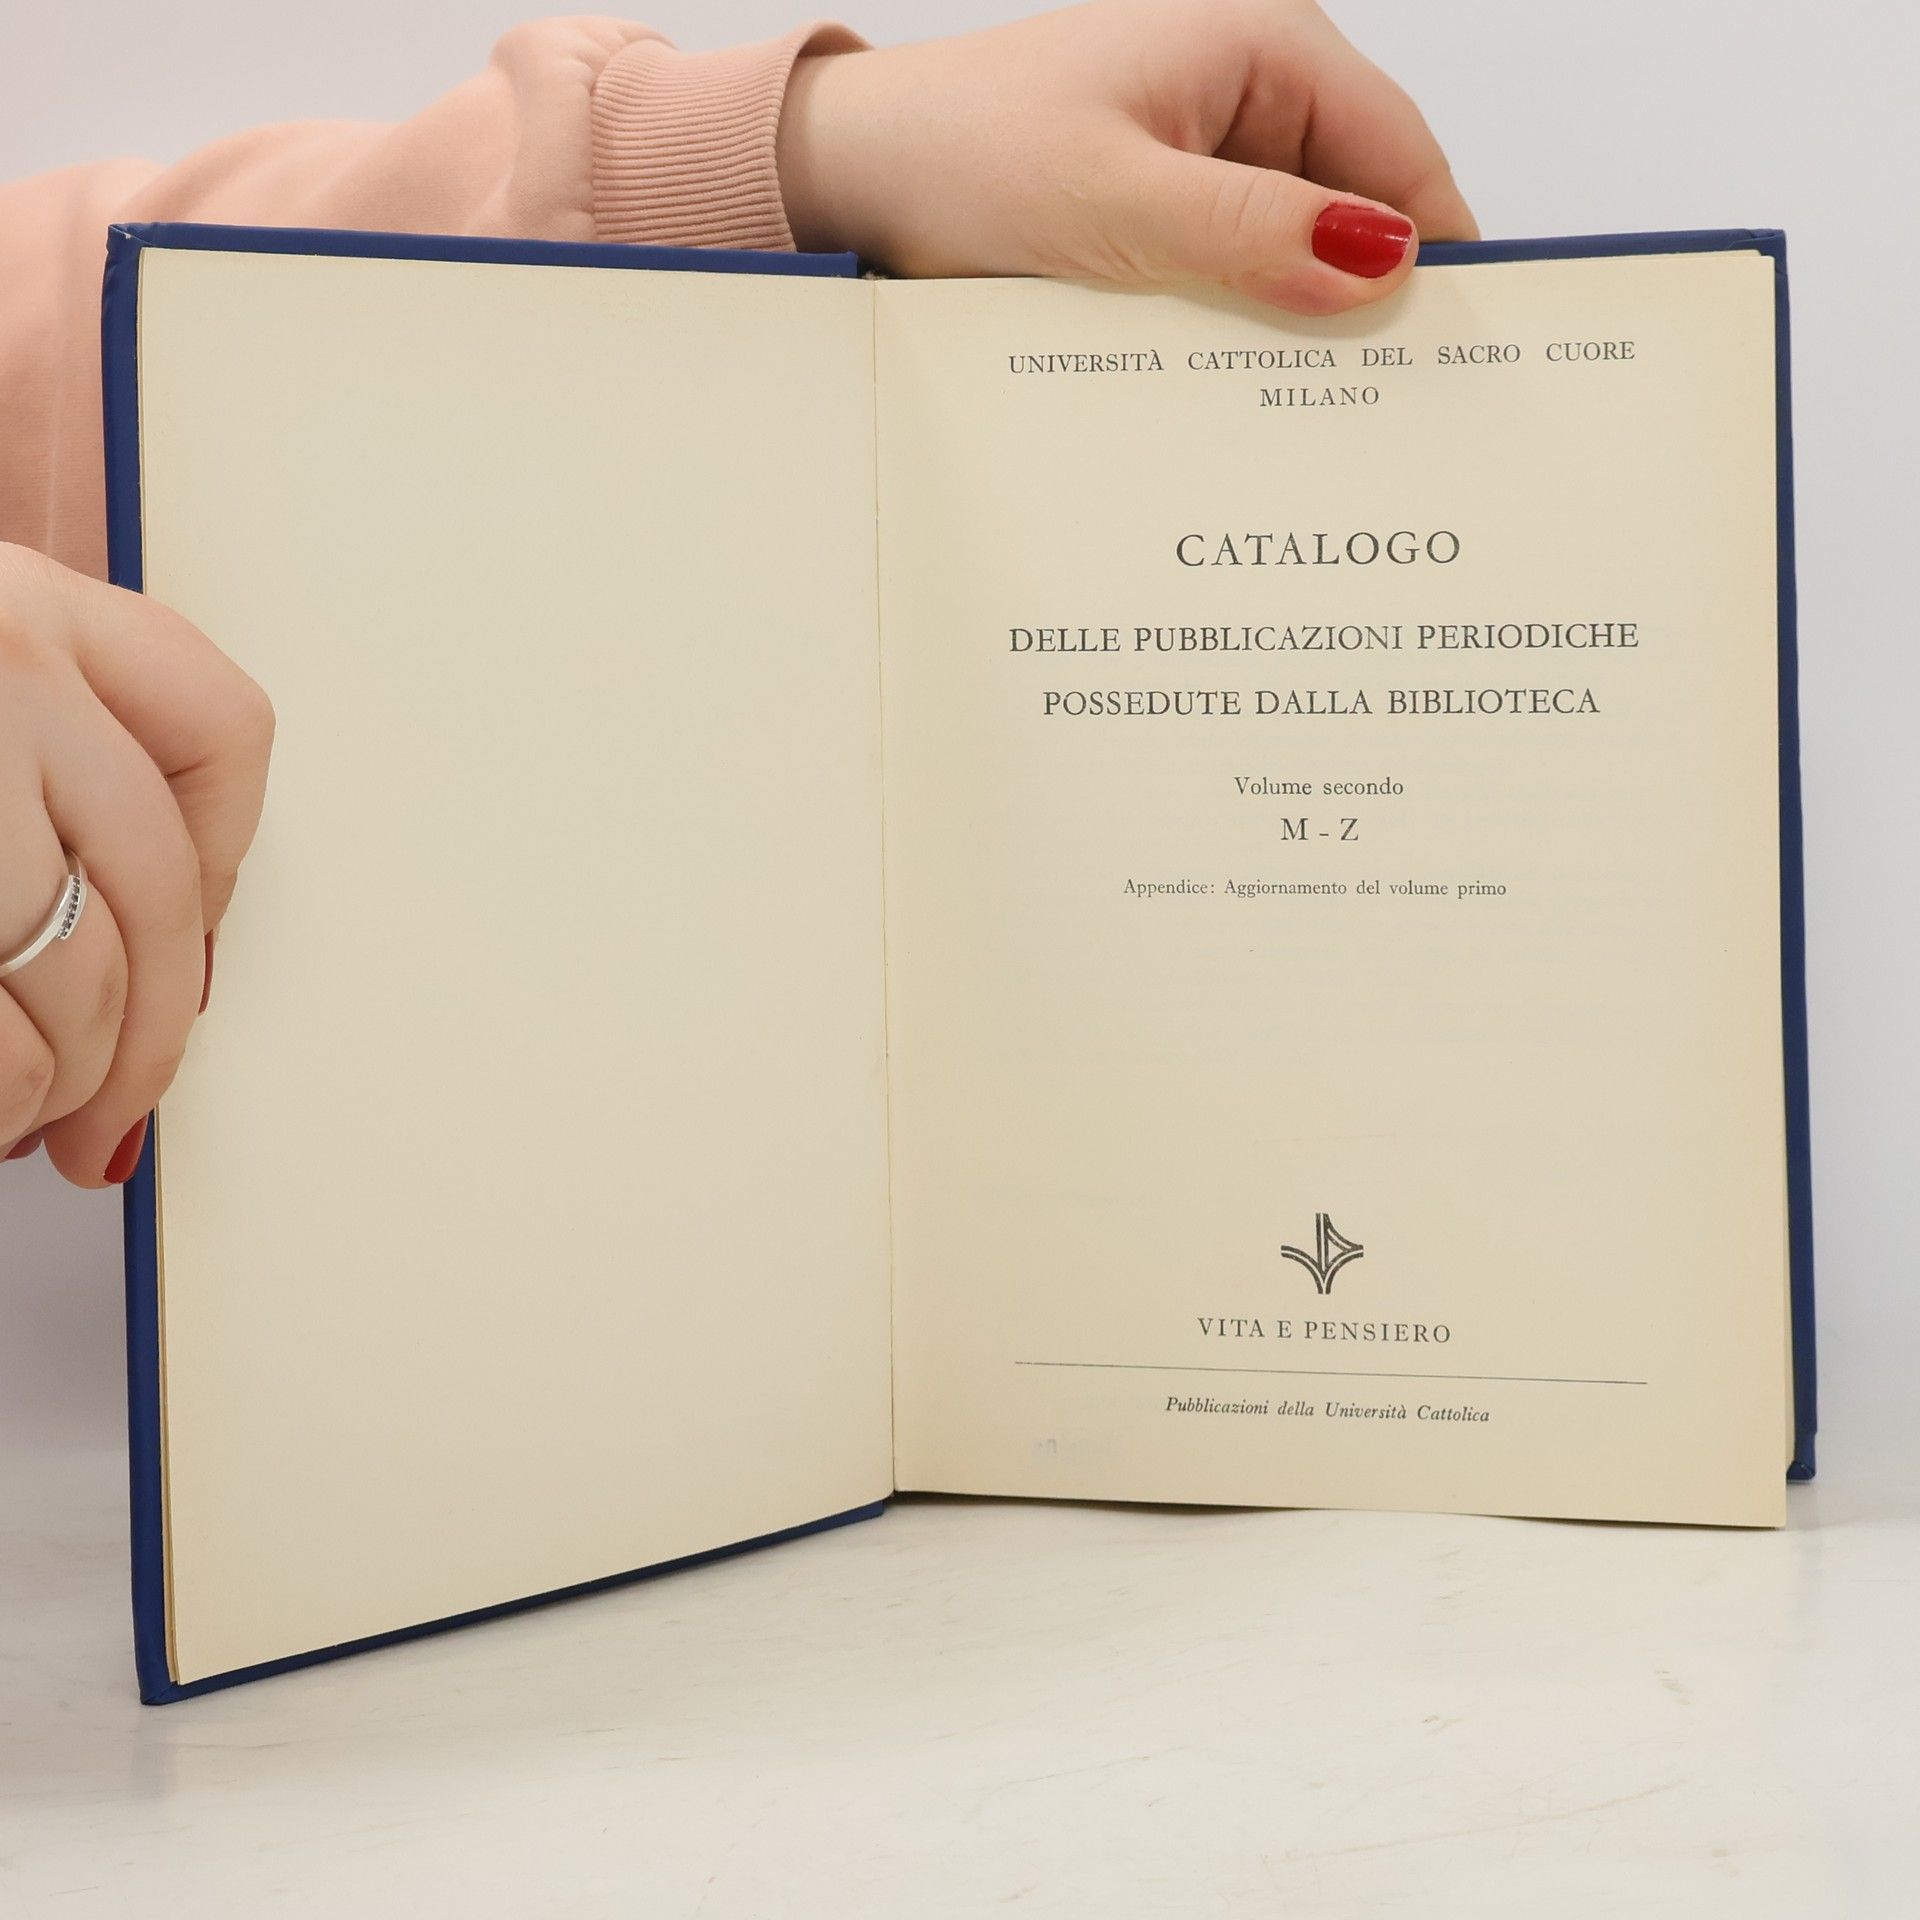 UNIVERSITÀ CATTOLICA DEL SACRO CUORE
MILANO
CATALOGO
DELLE PUBBLICAZIONI PERIODICHE
POSSEDUTE DALLA BIBLIOTECA
Volume secondo
M - Z
Appendice: Aggiornamento del volume primo
VITA E PENSIERO
Pubblicazioni della Università Cattolica